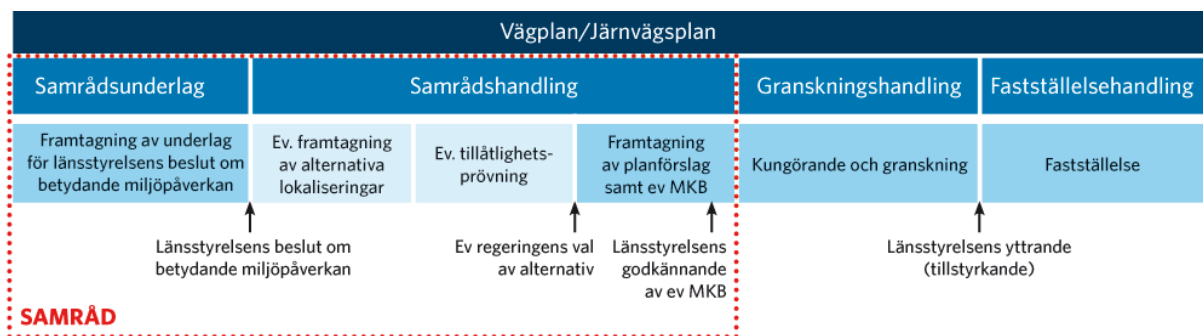 Vägplan/Järnvägsplan
Samrådsunderlag
Samrådshandling
Granskningshandling
Fastställelsehandling
Framtagning av underlag
för länsstyrelsens beslut om
betydande miljöpåverkan
Ev. framtagning
av alternativa
lokaliseringar
Ev. tillåtlighets-
prövning
Framtagning
av planförslag
samt ev MKB
Kungörande och granskning
Fastställelse
Länsstyrelsens beslut om
betydande miljöpåverkan
Ev regeringens val
av alternativ
Länsstyrelsens
godkännande
av ev MKB
Länsstyrelsens yttrande
(tillstyrkande)
SAMRÅD